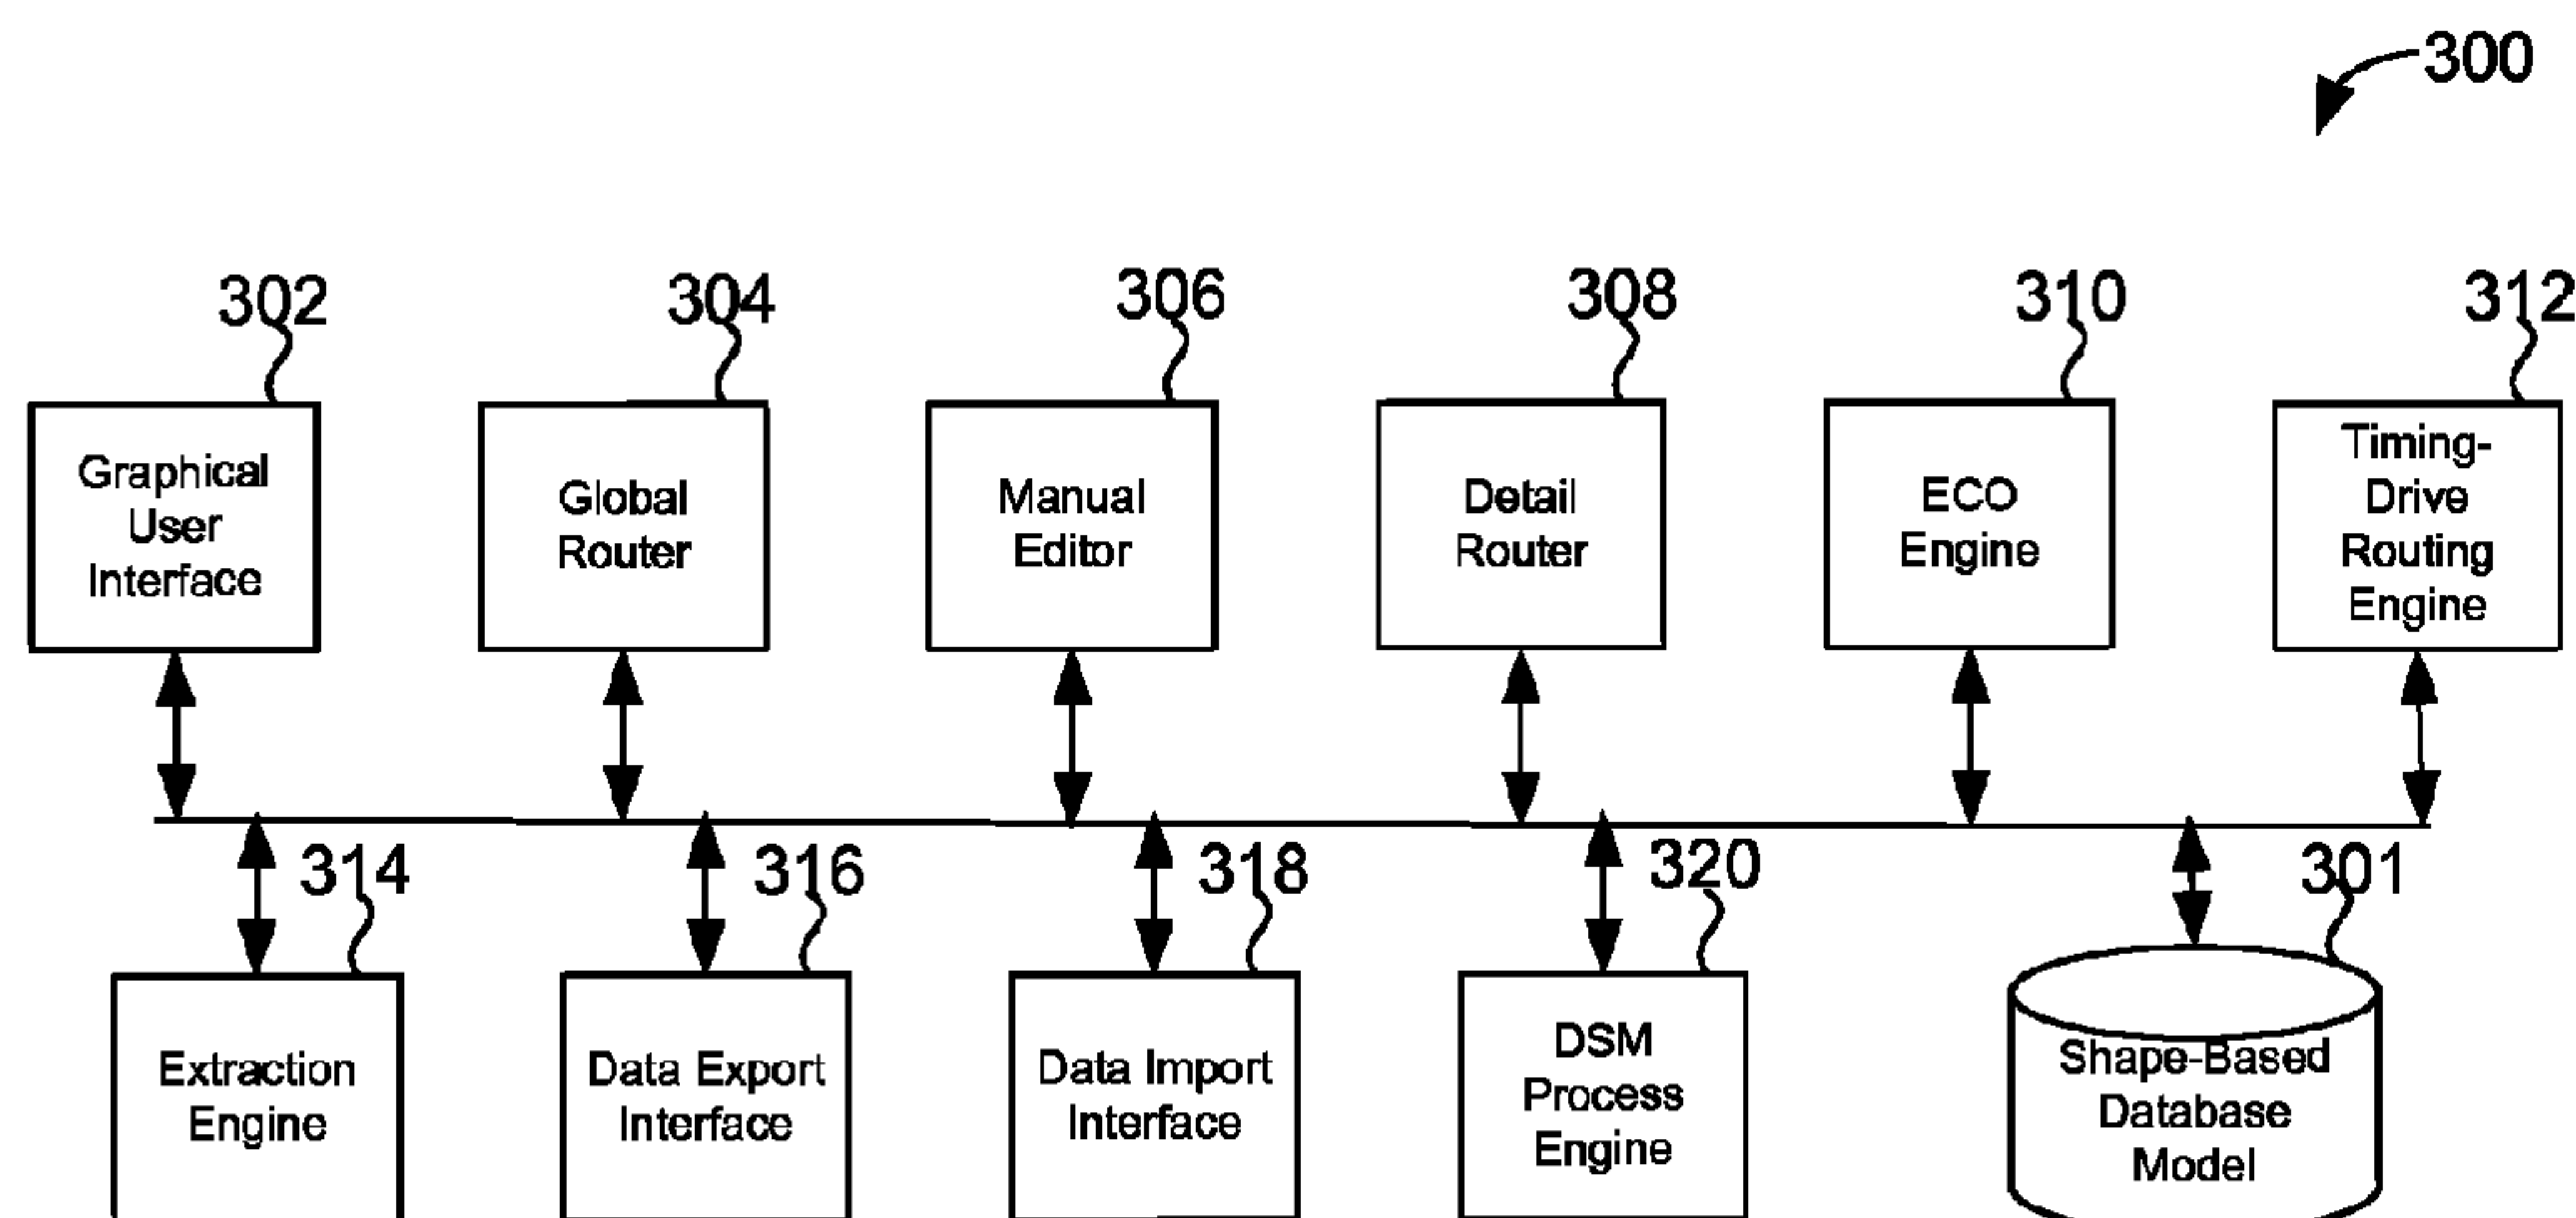 300
302
304
306
308
310
312
Graphical
User
Interface
Global
Router
Manual
Editor
Detail
Router
ECO
Engine
Timing-
Drive
Routing
Engine
314
316
318
320
301
Extraction
Engine
Data Export
Interface
Data Import
Interface
DSM
Process
Engine
Shape-Based
Database
Model